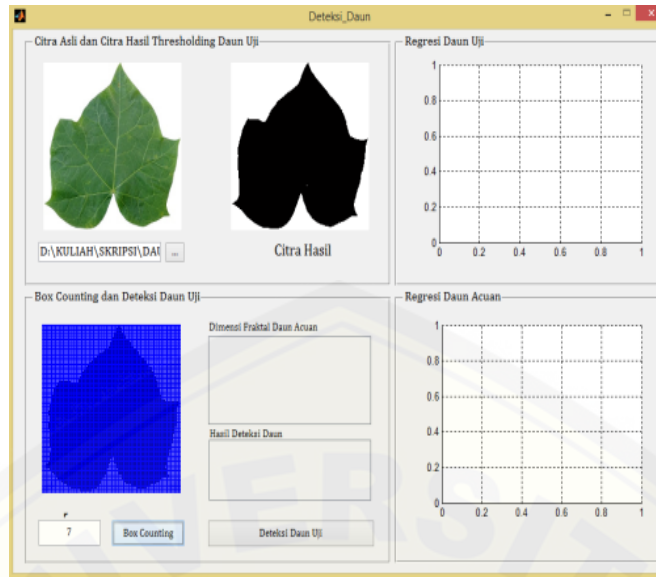 Deteksi_Daun
Citra Asli dan Citra Hasil Thresholding Daun Uji
D:\KULIAH\SKRIPSI\DAU
...
Citra Hasil
Regresi Daun Uji
1
0.8
0.6
0.4
0.2
0
0 0.2 0.4 0.6 0.8 1
Box Counting dan Deteksi Daun Uji
Dimensi Fraktal Daun Acuan
Hasil Deteksi Daun
r
7
Box Counting
Deteksi Daun Uji
Regresi Daun Acuan
1
0.8
0.6
0.4
0.2
0
0 0.2 0.4 0.6 0.8 1